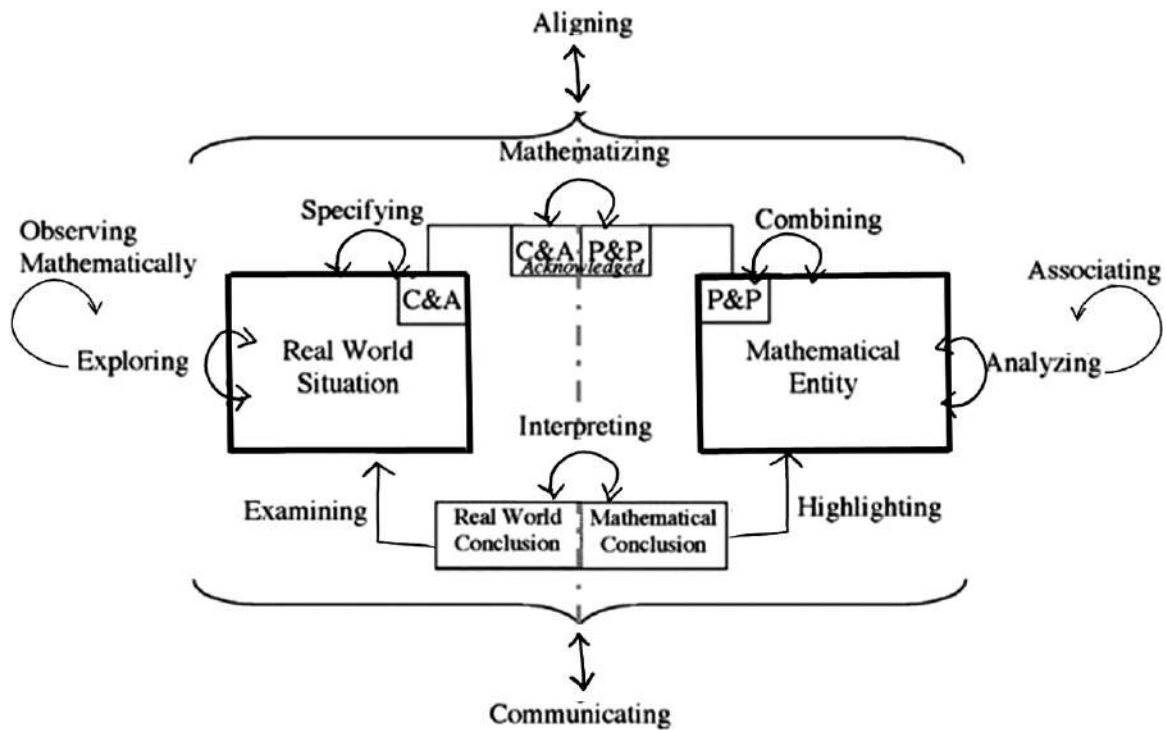 Aligning
Mathematizing
Specifying
Combining
Observing
Mathematically
C&A P&P
Acknowledged
Associating
C&A
P&P
Exploring
Real World
Situation
Mathematical
Entity
Analyzing
Interpreting
Examining
Real World
Conclusion
Mathematical
Conclusion
Highlighting
Communicating